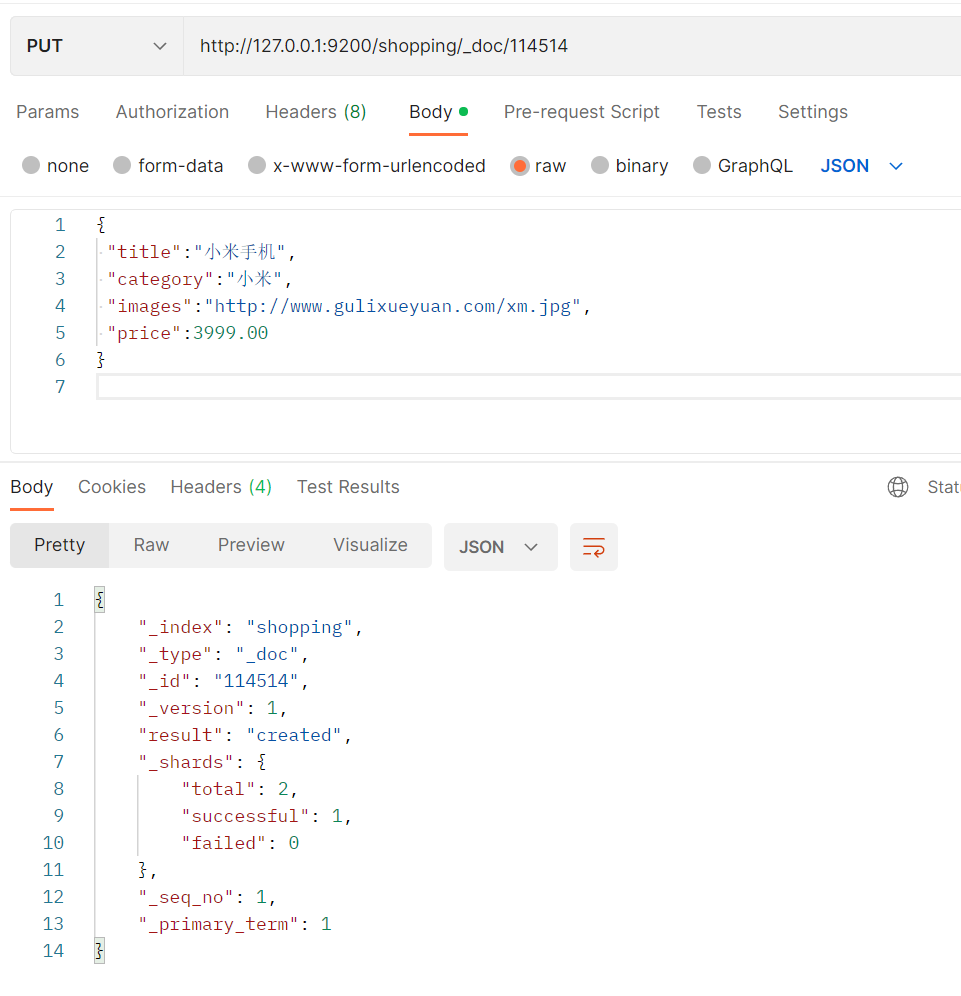 PUT http://127.0.0.1:9200/shopping/_doc/114514
Params Authorization Headers (8) Body Pre-request Script Tests Settings
none form-data x-www-form-urlencoded raw binary GraphQL JSON
1 {
2 "title":"小米手机",
3 "category":"小米",
4 "images":"http://www.gulixueyuan.com/xm.jpg",
5 "price":3999.00
6 }
7
Body Cookies Headers (4) Test Results Stat
Pretty Raw Preview Visualize JSON
1 {
2 "_index": "shopping",
3 "_type": "_doc",
4 "_id": "114514",
5 "_version": 1,
6 "result": "created",
7 "_shards": {
8 "total": 2,
9 "successful": 1,
10 "failed": 0
11 },
12 "_seq_no": 1,
13 "_primary_term": 1
14 }